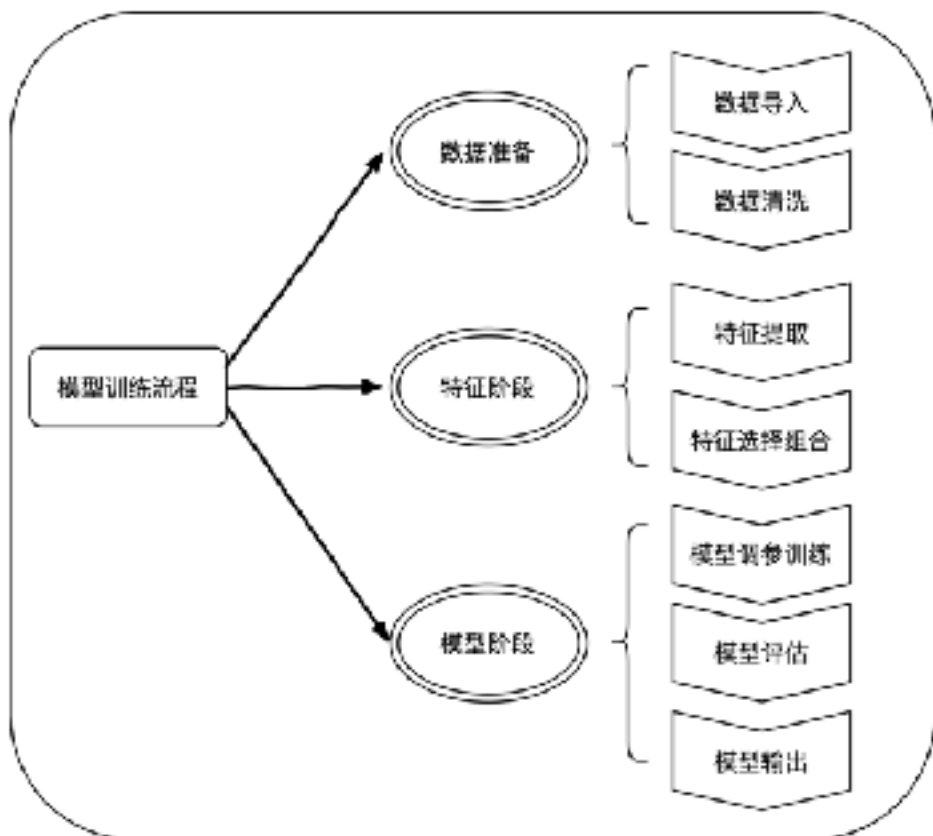 模型训练流程
数据准备
数据导入
数据清洗
特征阶段
特征提取
特征选择组合
模型阶段
模型调参训练
模型评估
模型输出